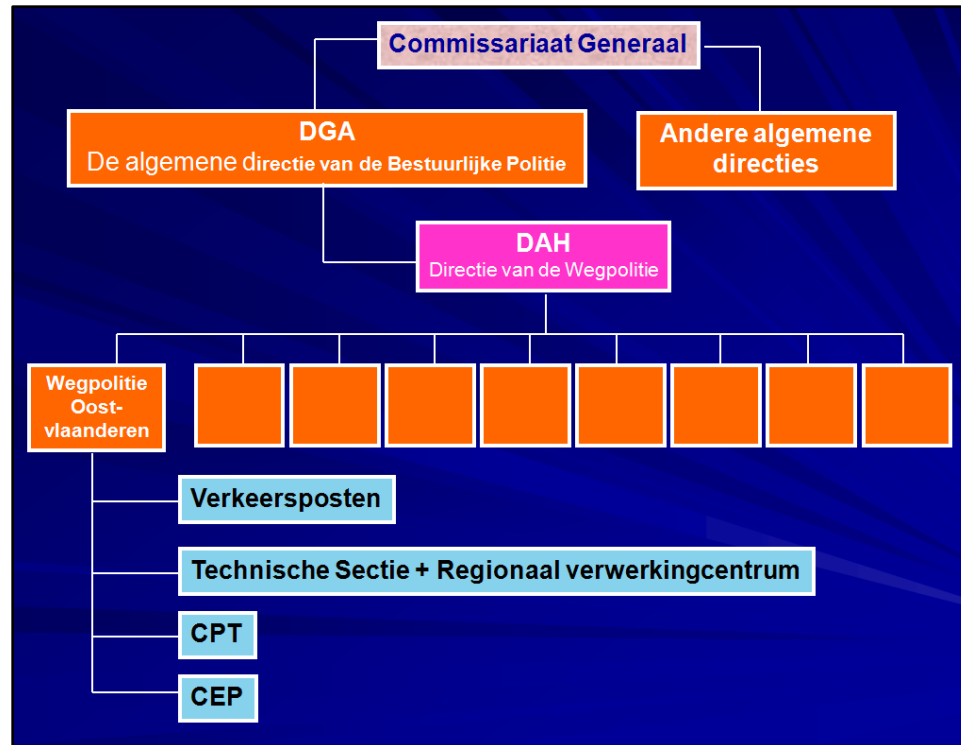 Commissariaat Generaal
DGA
De algemene directie van de Bestuurlijke Politie
Andere algemene
directies
DAH
Directie van de Wegpolitie
Wegpolitie
Oost-
vlaanderen
Verkeersposten
Technische Sectie + Regionaal verwerkingcentrum
CPT
CEP